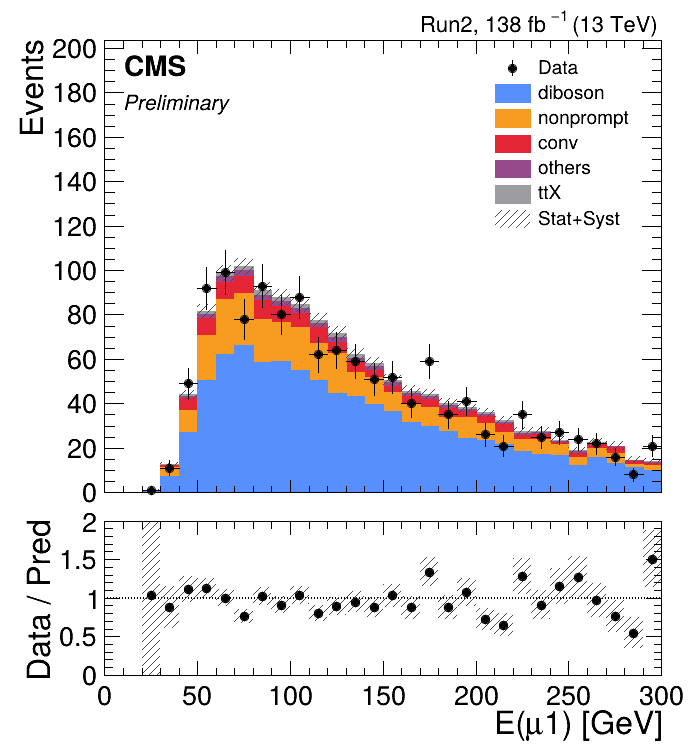 Run2, 138 fb⁻¹ (13 TeV)
Events
200
180
160
140
120
100
80
60
40
20
0
CMS
Preliminary
Data
diboson
nonprompt
conv
others
ttX
Stat+Syst
Data / Pred
2
1.5
1
0.5
0
0 50 100 150 200 250 300
E(μ1) [GeV]